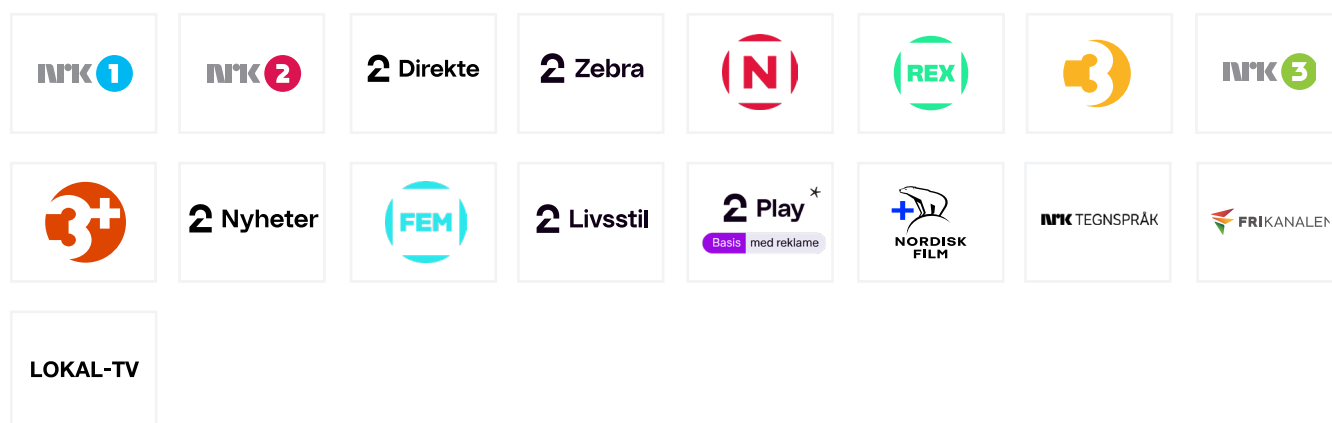 NRK 1
NRK 2
2 Direkte
2 Zebra
N
REX
3
NRK 3
3+
2 Nyheter
FEM
2 Livsstil
2 Play*
Basis med reklame
+
NORDISK
FILM
NRK TEGNSPRÅK
FRIKANALEN
LOKAL-TV